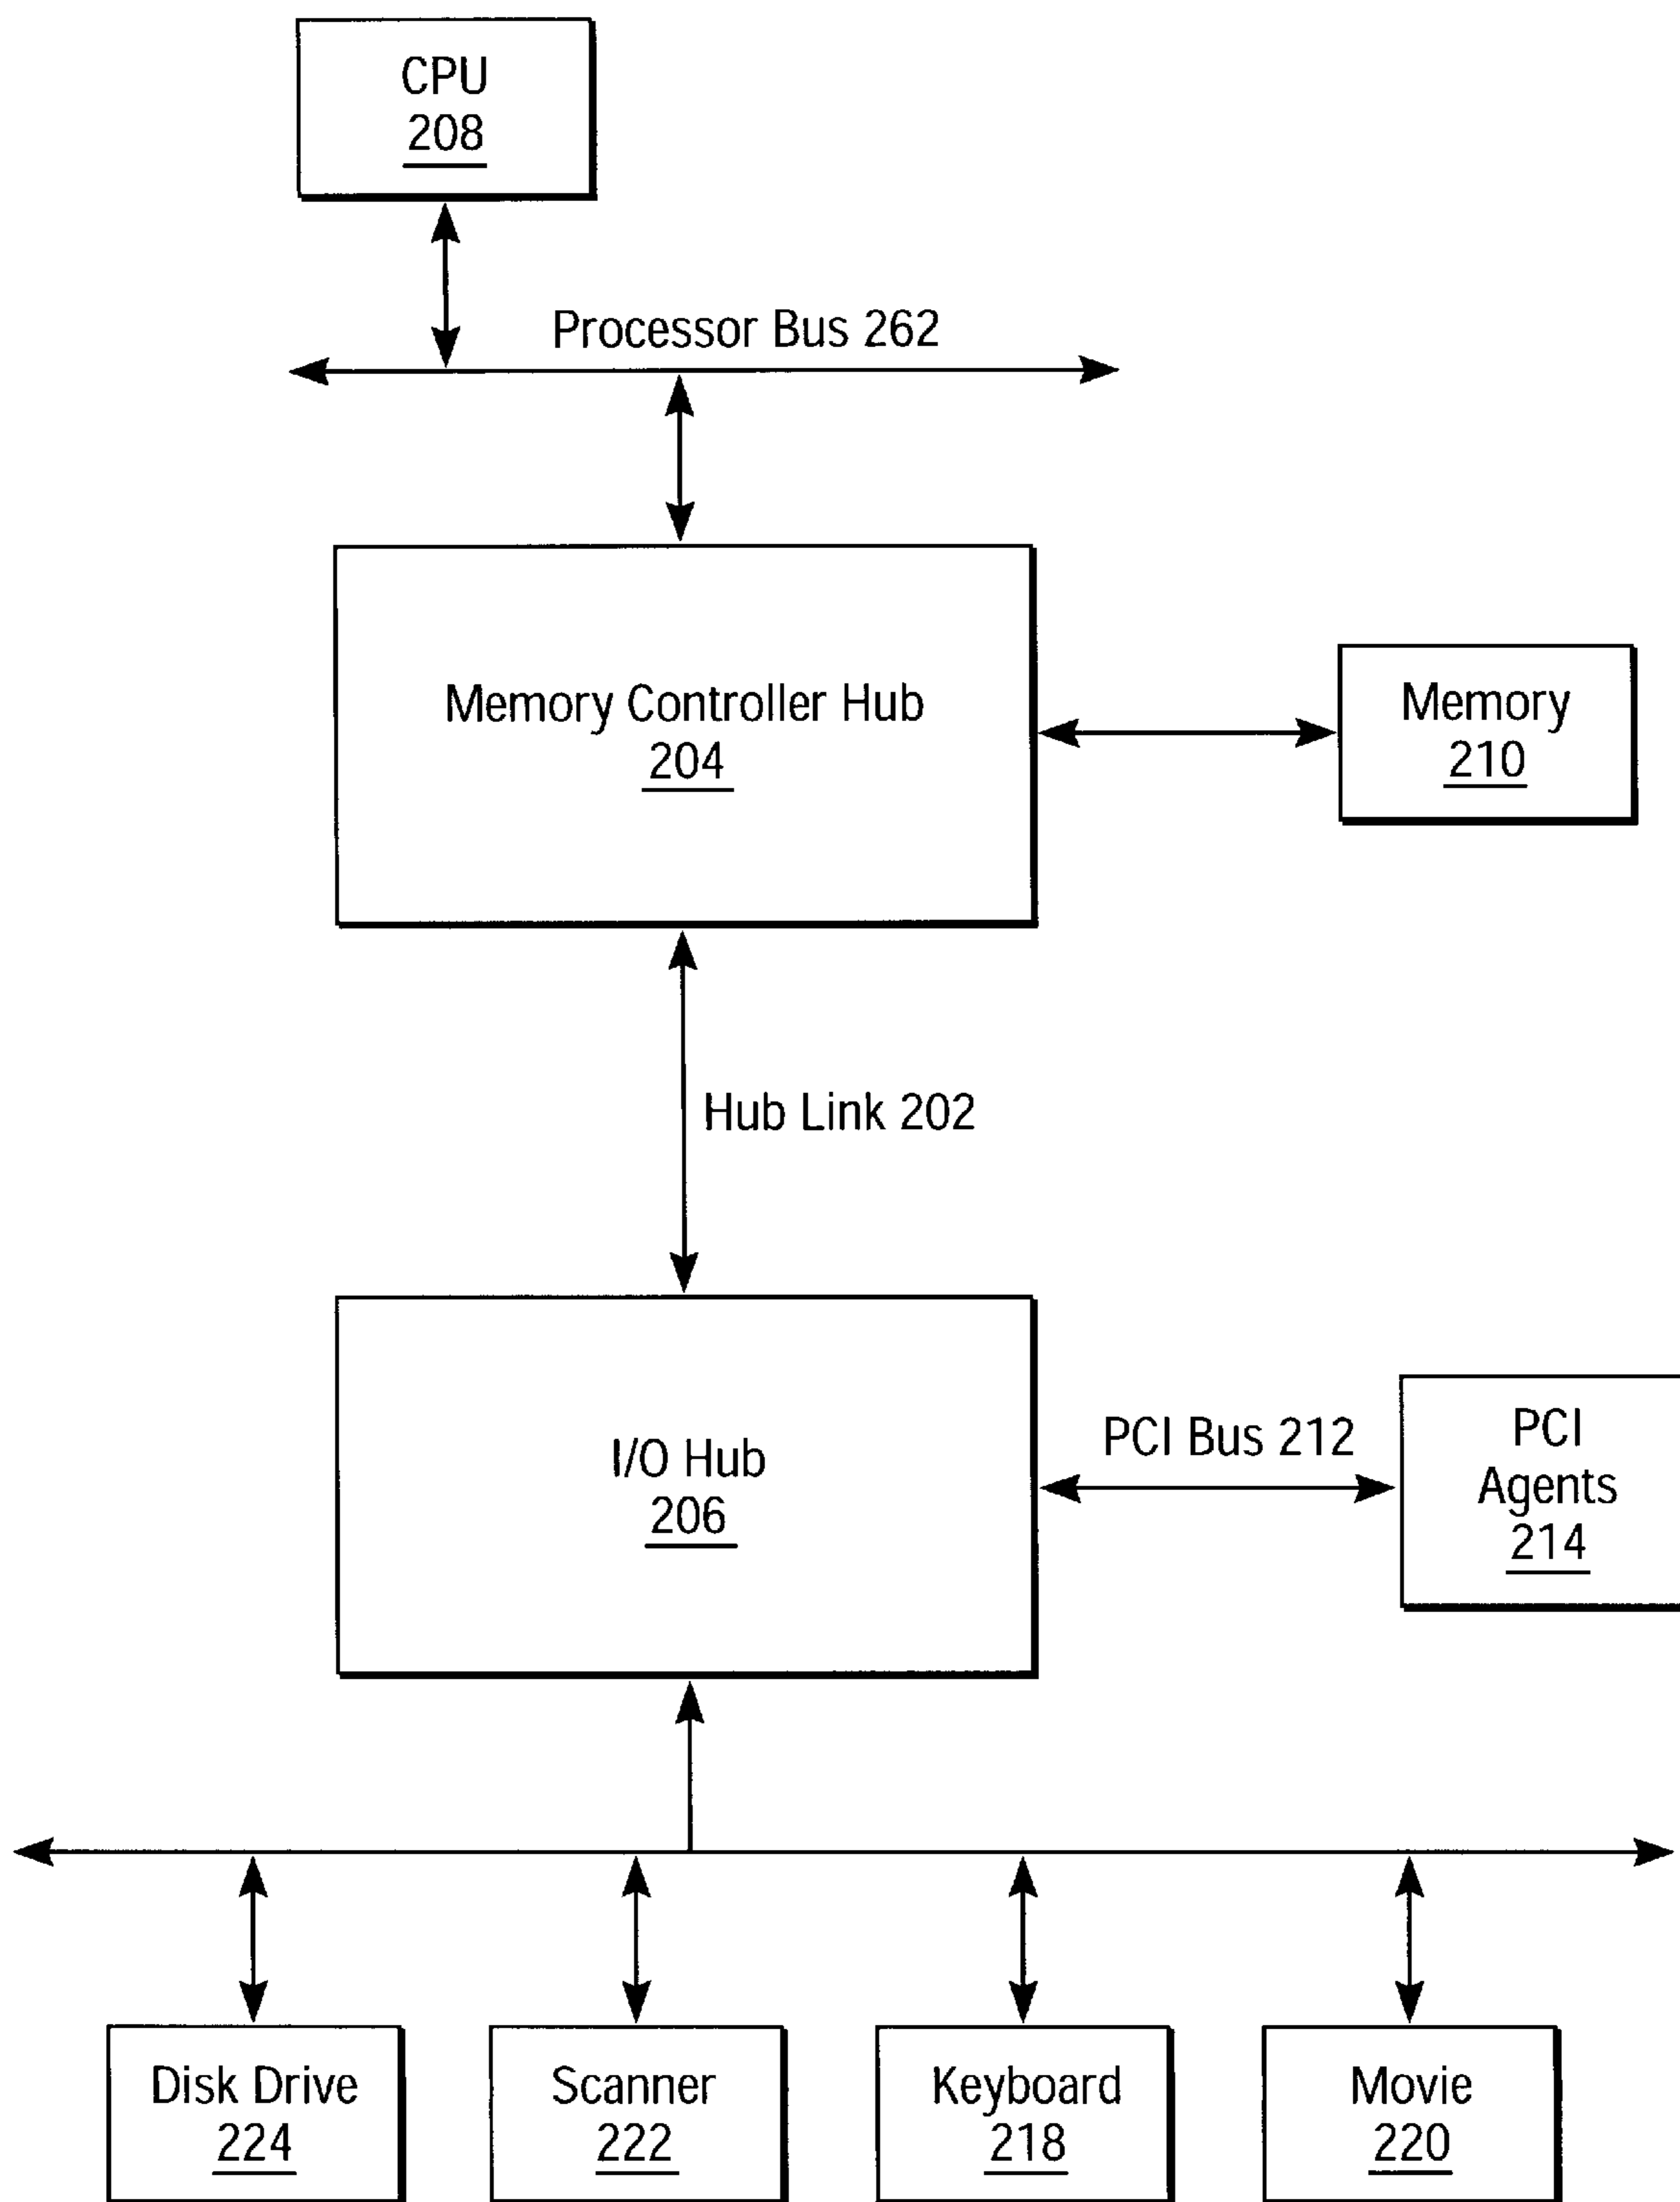 CPU
208
Processor Bus 262
Memory Controller Hub
204
Memory
210
Hub Link 202
I/O Hub
206
PCI Bus 212
PCI
Agents
214
Disk Drive
224
Scanner
222
Keyboard
218
Movie
220